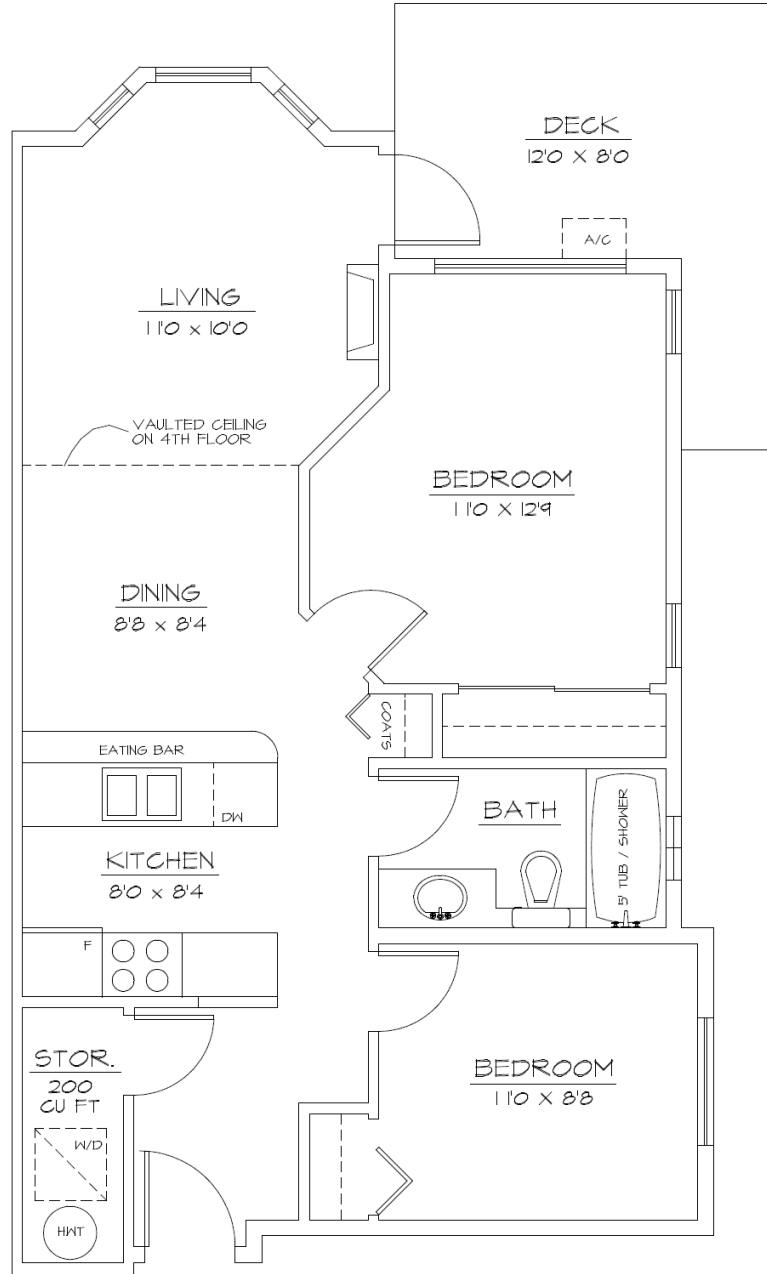 DECK
12'0 X 8'0
A/C
LIVING
11'0 x 10'0
VAULTED CEILING
ON 4TH FLOOR
BEDROOM
11'0 X 12'9
DINING
8'8 x 8'4
COATS
EATING BAR
DW
BATH
5' TUB / SHOWER
KITCHEN
8'0 x 8'4
F
STOR.
200
CU FT
W/D
HWT
BEDROOM
11'0 X 8'8